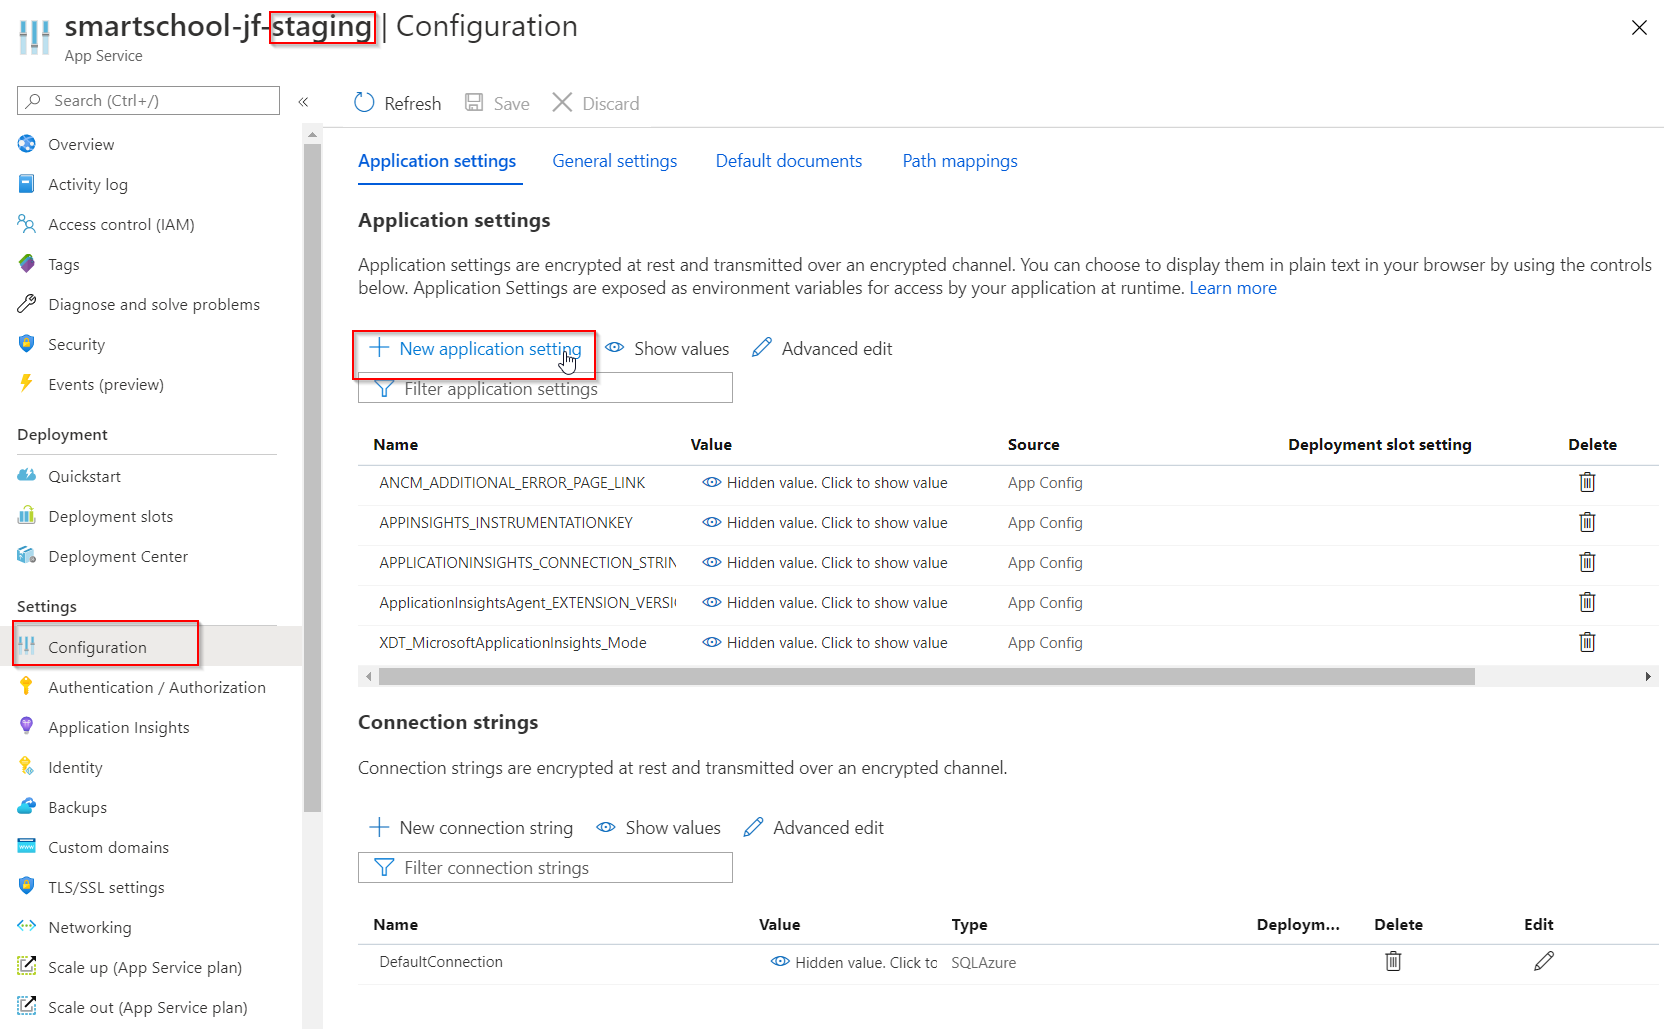 smartschool-jf-staging | Configuration
App Service
Search (Ctrl+/)
«
Overview
Activity log
Access control (IAM)
Tags
Diagnose and solve problems
Security
Events (preview)
Deployment
Quickstart
Deployment slots
Deployment Center
Settings
Configuration
Authentication / Authorization
Application Insights
Identity
Backups
Custom domains
TLS/SSL settings
Networking
Scale up (App Service plan)
Scale out (App Service plan)
Refresh Save Discard
Application settings General settings Default documents Path mappings
Application settings
Application settings are encrypted at rest and transmitted over an encrypted channel. You can choose to display them in plain text in your browser by using the controls
below. Application Settings are exposed as environment variables for access by your application at runtime. Learn more
New application setting Show values Advanced edit
Filter application settings
Name Value Source Deployment slot setting Delete
ANCM_ADDITIONAL_ERROR_PAGE_LINK Hidden value. Click to show value App Config
APPINSIGHTS_INSTRUMENTATIONKEY Hidden value. Click to show value App Config
APPLICATIONINSIGHTS_CONNECTION_STRIN Hidden value. Click to show value App Config
ApplicationInsightsAgent_EXTENSION_VERSI Hidden value. Click to show value App Config
XDT_MicrosoftApplicationInsights_Mode Hidden value. Click to show value App Config
Connection strings
Connection strings are encrypted at rest and transmitted over an encrypted channel.
New connection string Show values Advanced edit
Filter connection strings
Name Value Type Deploym... Delete Edit
DefaultConnection Hidden value. Click to SQLAzure